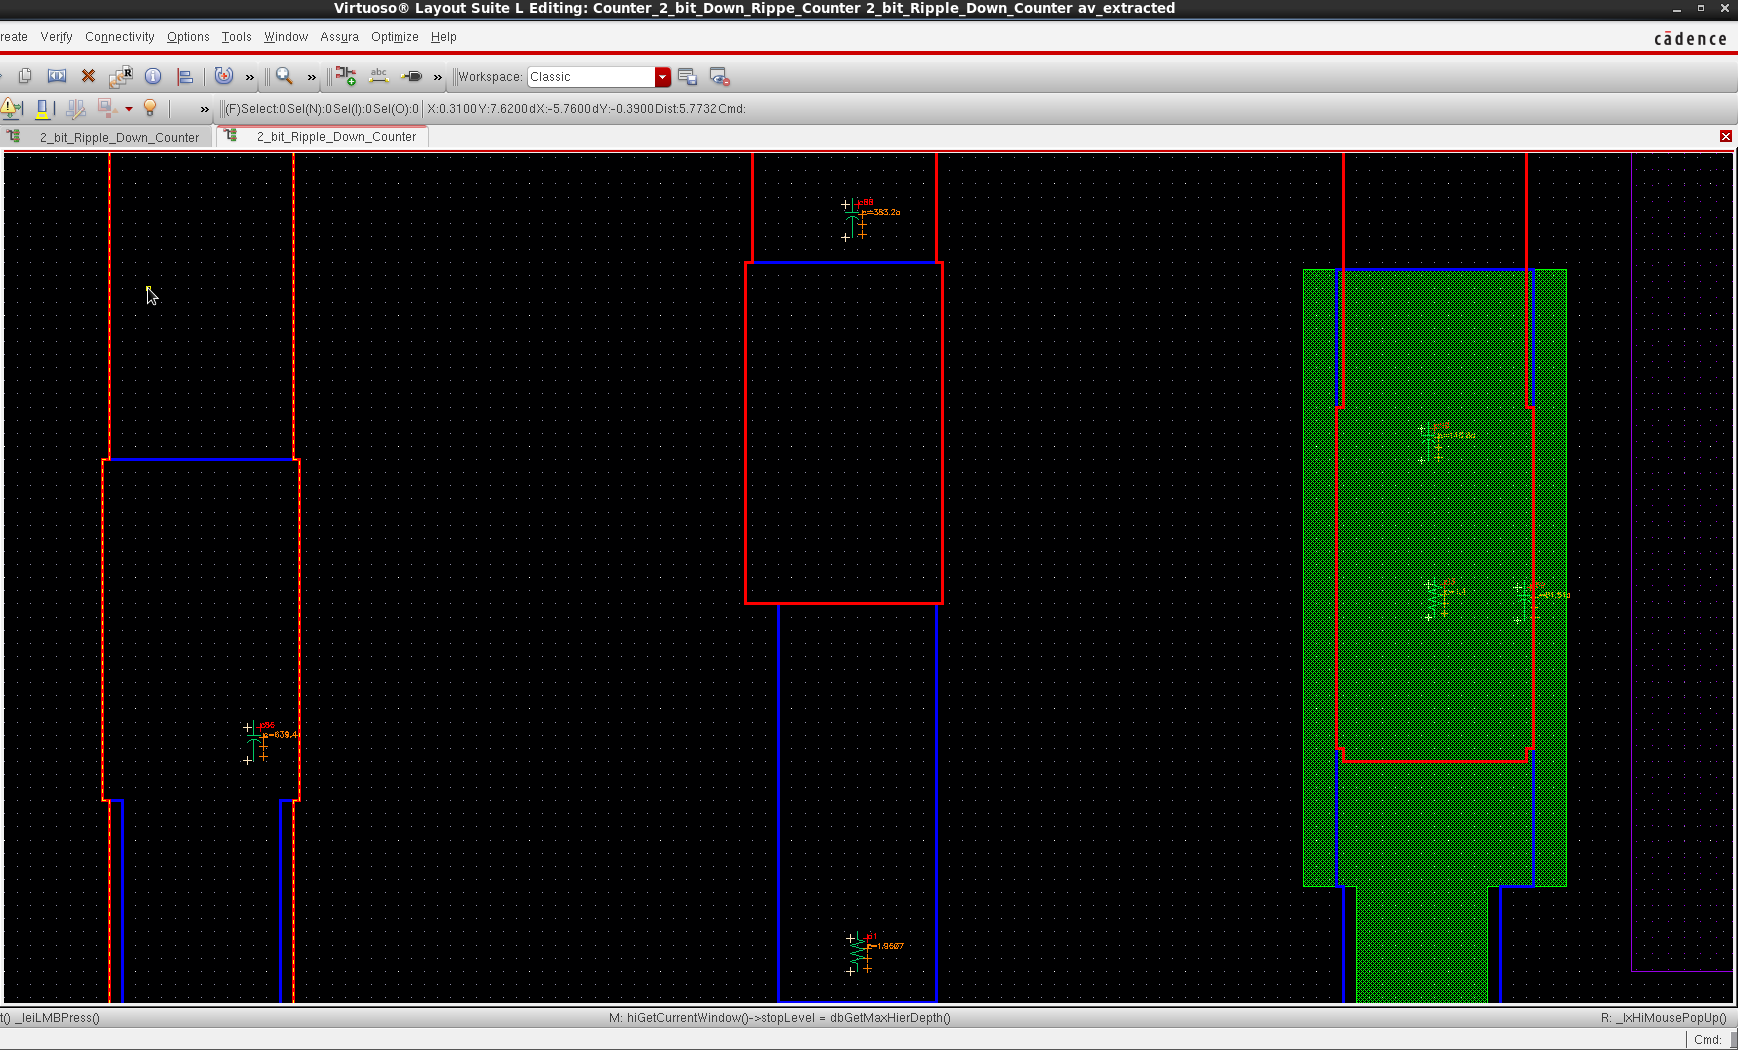 Virtuoso® Layout Suite L Editing: Counter_2_bit_Down_Rippe_Counter 2_bit_Ripple_Down_Counter av_extracted
reate Verify Connectivity Options Tools Window Assura Optimize Help
cādence
R abc Workspace: Classic
(F)Select:0 Sel(N):0 Sel(I):0 Sel(O):0 X:0.3100 Y:7.6200 dX:-5.7600 dY:-0.3900 Dist:5.7732 Cmd:
2_bit_Ripple_Down_Counter 2_bit_Ripple_Down_Counter
c=383.2a
c=639.4
r=1.9607
t() _leiLMBPress() M: hiGetCurrentWindow()->stopLevel = dbGetMaxHierDepth() R: _lxHiMousePopUp()
Cmd: